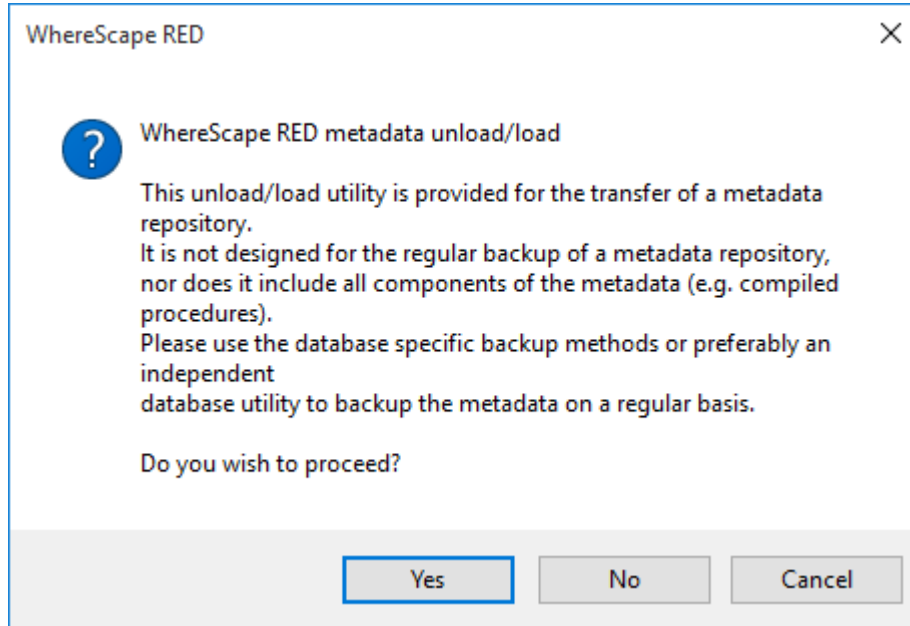 WhereScape RED
WhereScape RED metadata unload/load
This unload/load utility is provided for the transfer of a metadata
repository.
It is not designed for the regular backup of a metadata repository,
nor does it include all components of the metadata (e.g. compiled
procedures).
Please use the database specific backup methods or preferably an
independent
database utility to backup the metadata on a regular basis.
Do you wish to proceed?
Yes No Cancel